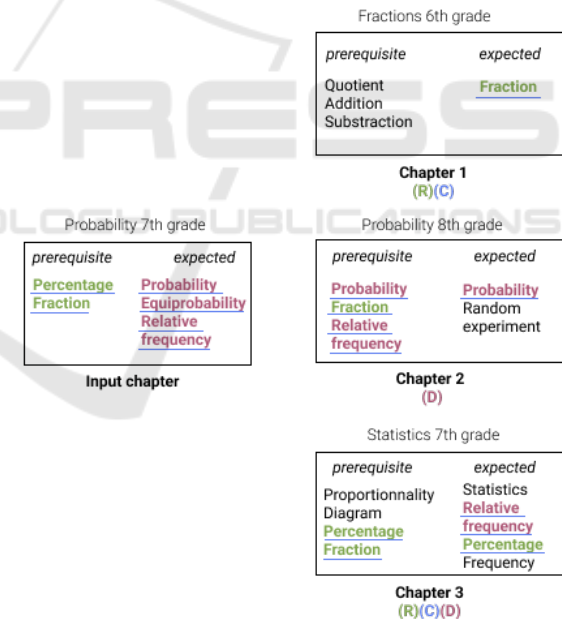 Fractions 6th grade
prerequisite expected
Quotient Fraction
Addition
Substraction
Chapter 1
(R)(C)
Probability 7th grade
prerequisite expected
Percentage Probability
Fraction Equiprobability
Relative
frequency
Input chapter
Probability 8th grade
prerequisite expected
Probability Probability
Fraction Random
Relative experiment
frequency
Chapter 2
(D)
Statistics 7th grade
prerequisite expected
Proportionnality Statistics
Diagram Relative
Percentage frequency
Fraction Percentage
Frequency
Chapter 3
(R)(C)(D)